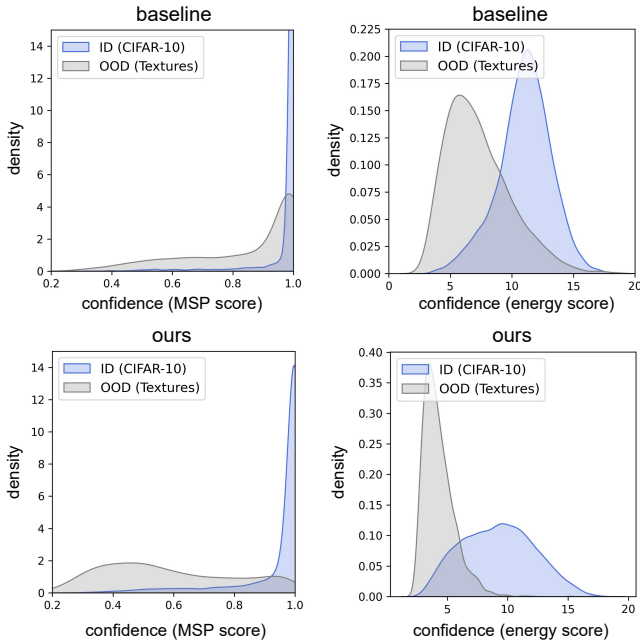 baseline
ID (CIFAR-10)
OOD (Textures)
14
12
10
8
6
4
2
0
density
0.2
0.4
0.6
0.8
1.0
confidence (MSP score)
baseline
ID (CIFAR-10)
OOD (Textures)
0.225
0.200
0.175
0.150
0.125
0.100
0.075
0.050
0.025
0.000
density
0
5
10
15
20
confidence (energy score)
ours
ID (CIFAR-10)
OOD (Textures)
14
12
10
8
6
4
2
0
density
0.2
0.4
0.6
0.8
1.0
confidence (MSP score)
ours
ID (CIFAR-10)
OOD (Textures)
0.40
0.35
0.30
0.25
0.20
0.15
0.10
0.05
0.00
density
5
10
15
20
confidence (energy score)